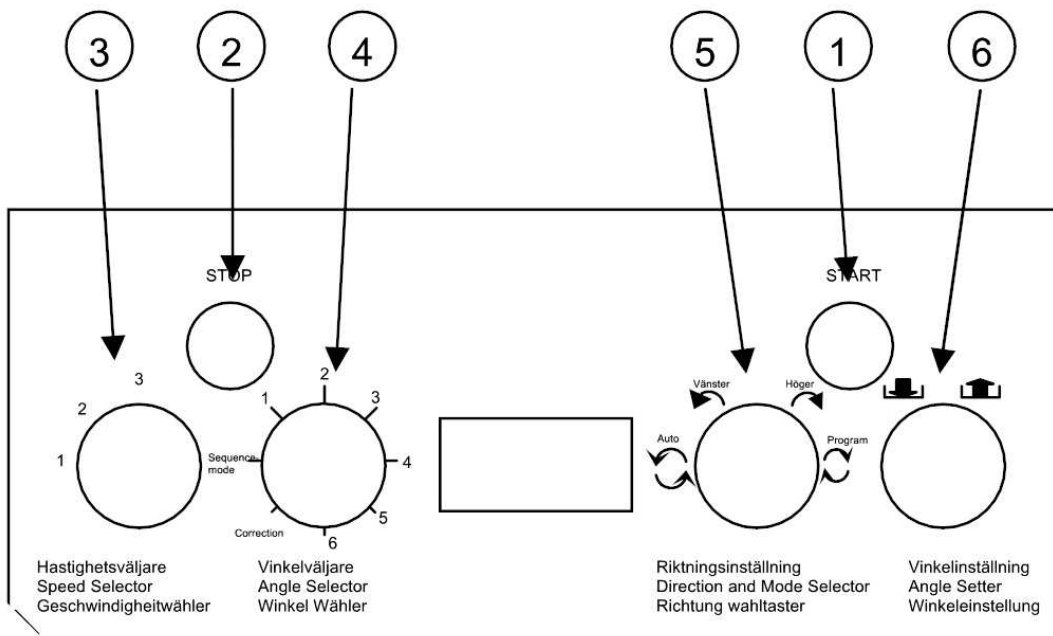 3 2 4 5 1 6
STOP START
3
2
1
2
1
3
Sequence
mode
4
Correction
5
6
Vänster Höger
Auto Program
Hastighetsväljare
Speed Selector
Geschwindigheitwähler
Vinkelväljare
Angle Selector
Winkel Wähler
Riktningsinställning
Direction and Mode Selector
Richtung wahltaster
Vinkelinställning
Angle Setter
Winkeleinstellung